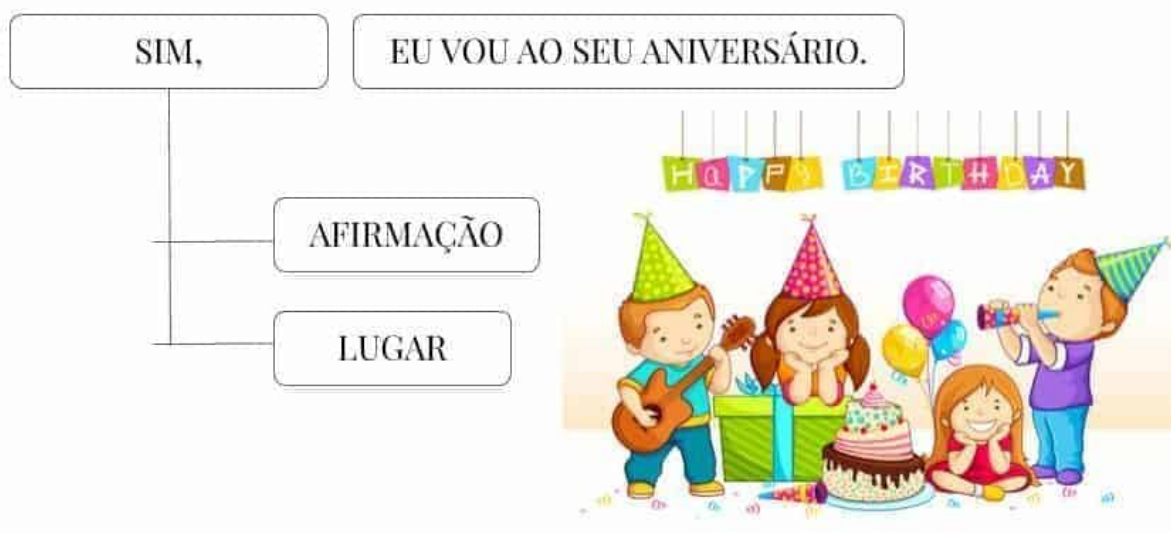 SIM,
EU VOU AO SEU ANIVERSÁRIO.
HaPPY BIRTHDAY
AFIRMAÇÃO
LUGAR